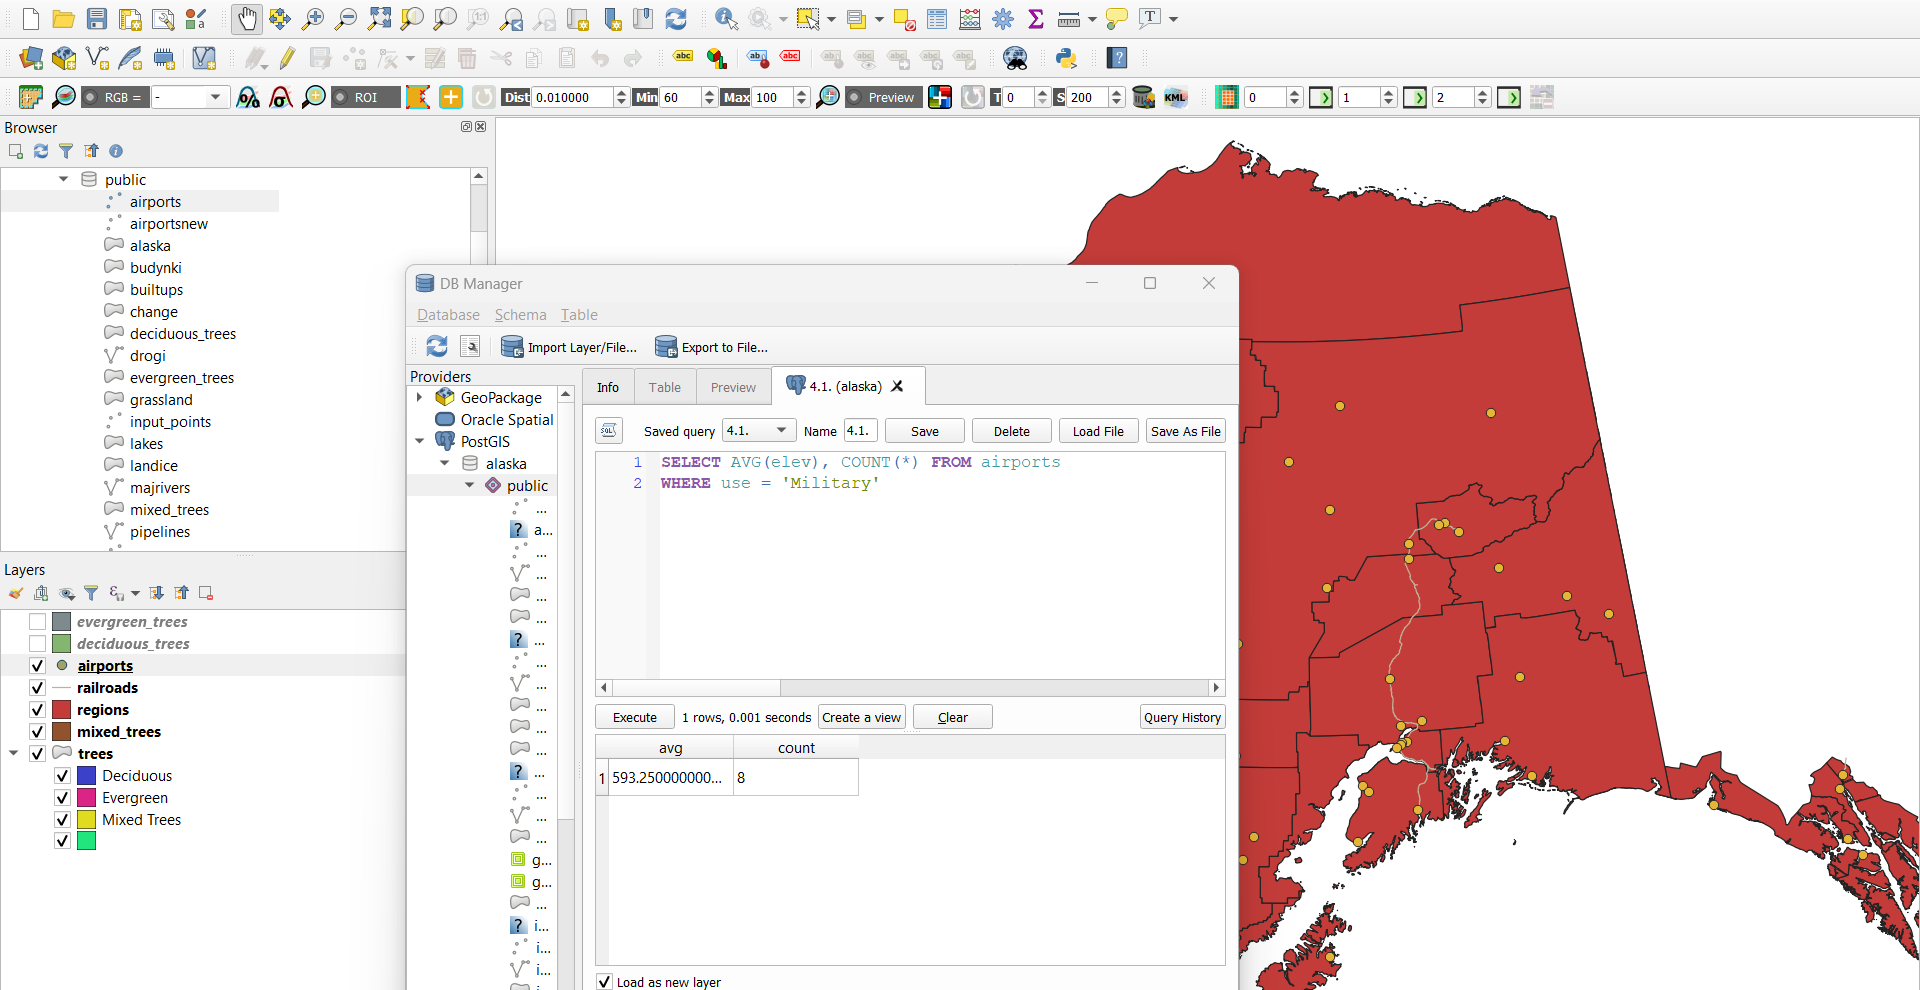 RGB =
-
ROI
Dist 0.010000
Min 60
Max 100
Preview
T 0
S 200
KML
0
1
2
Browser
public
airports
airportsnew
alaska
budynki
builtups
change
deciduous_trees
drogi
evergreen_trees
grassland
input_points
lakes
landice
majrivers
mixed_trees
pipelines
Layers
evergreen_trees
deciduous_trees
airports
railroads
regions
mixed_trees
trees
Deciduous
Evergreen
Mixed Trees
DB Manager
Database Schema Table
Import Layer/File... Export to File...
Providers
GeoPackage
Oracle Spatial
PostGIS
alaska
public
...
a...
...
...
...
...
...
...
...
...
...
...
...
...
...
...
g...
g...
...
i...
i...
i...
Info Table Preview 4.1. (alaska)
Saved query 4.1. Name 4.1. Save Delete Load File Save As File
1 SELECT AVG(elev), COUNT(*) FROM airports
2 WHERE use = 'Military'
Execute 1 rows, 0.001 seconds Create a view Clear Query History
avg count
1 593.250000000... 8
Load as new layer